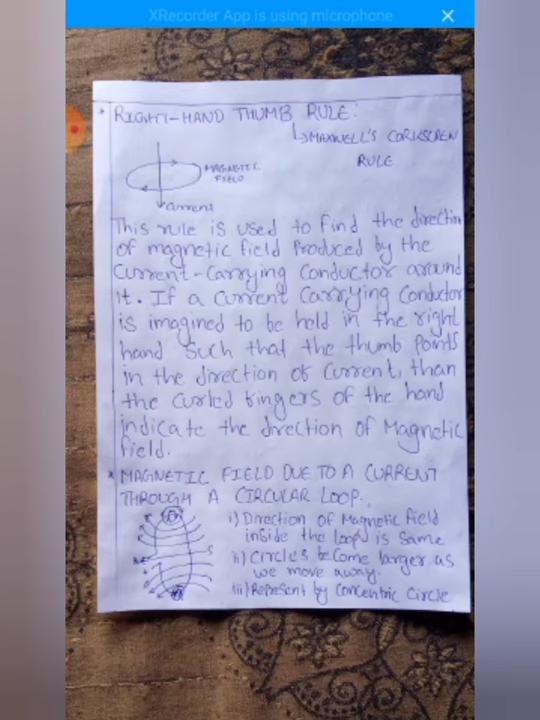 XRecorder App is using microphone
* RIGHT-HAND THUMB RULE:
↳ MAXWELL'S CORKSCREW
RULE
MAGNETIC
FIELD
Current
This rule is used to find the direction
of magnetic field Produced by the
Current-Carrying Conductor around
it. If a current Carrying Conductor
is imagined to be held in the right
hand such that the thumb Points
in the direction of current, than
the curled fingers of the hand
indicate the direction of Magnetic
field.
* MAGNETIC FIELD DUE TO A CURRENT
THROUGH A CIRCULAR LOOP.
i) Direction of Magnetic field
inside the loop is same
ii) Circles become larger as
we move away.
iii) Represent by Concentric Circle
N
S